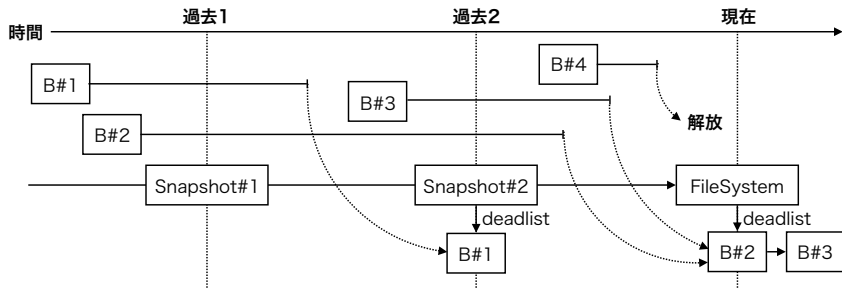 過去1
過去2
現在
時間
B#1
B#4
B#3
解放
B#2
Snapshot#1
Snapshot#2
FileSystem
deadlist
deadlist
B#1
B#2
B#3